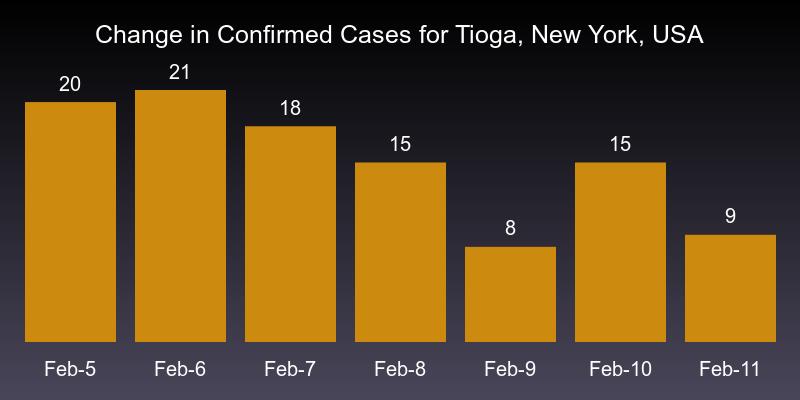 Change in Confirmed Cases for Tioga, New York, USA
20 21 18 15 8 15 9
Feb-5 Feb-6 Feb-7 Feb-8 Feb-9 Feb-10 Feb-11